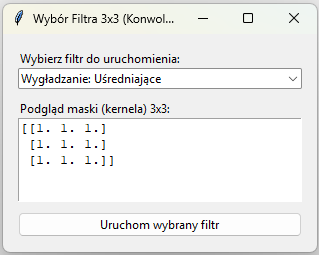 Wybór Filtra 3x3 (Konwol...
Wybierz filtr do uruchomienia:
Wygładzanie: Uśredniające
Podgląd maski (kernela) 3x3:
[[1. 1. 1.]
 [1. 1. 1.]
 [1. 1. 1.]]
Uruchom wybrany filtr